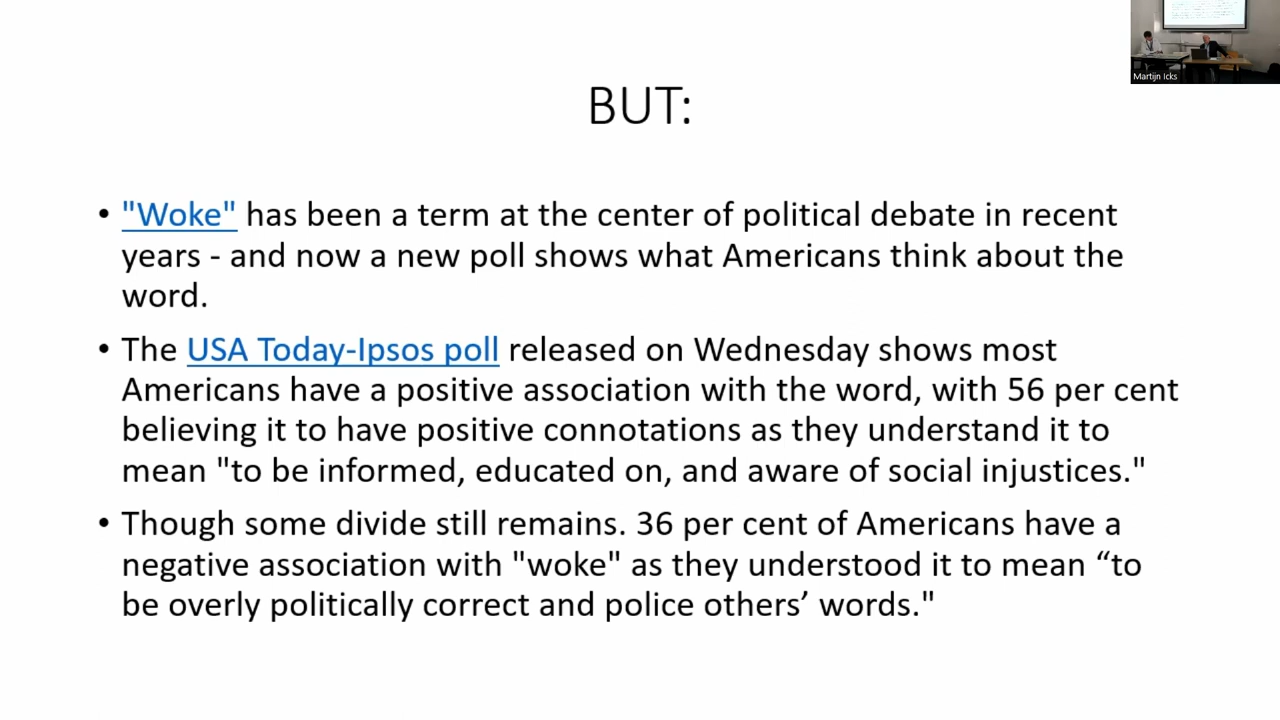 BUT:
• "Woke" has been a term at the center of political debate in recent
years - and now a new poll shows what Americans think about the
word.
• The USA Today-Ipsos poll released on Wednesday shows most
Americans have a positive association with the word, with 56 per cent
believing it to have positive connotations as they understand it to
mean "to be informed, educated on, and aware of social injustices."
• Though some divide still remains. 36 per cent of Americans have a
negative association with "woke" as they understood it to mean “to
be overly politically correct and police others’ words."
Martijn Icks